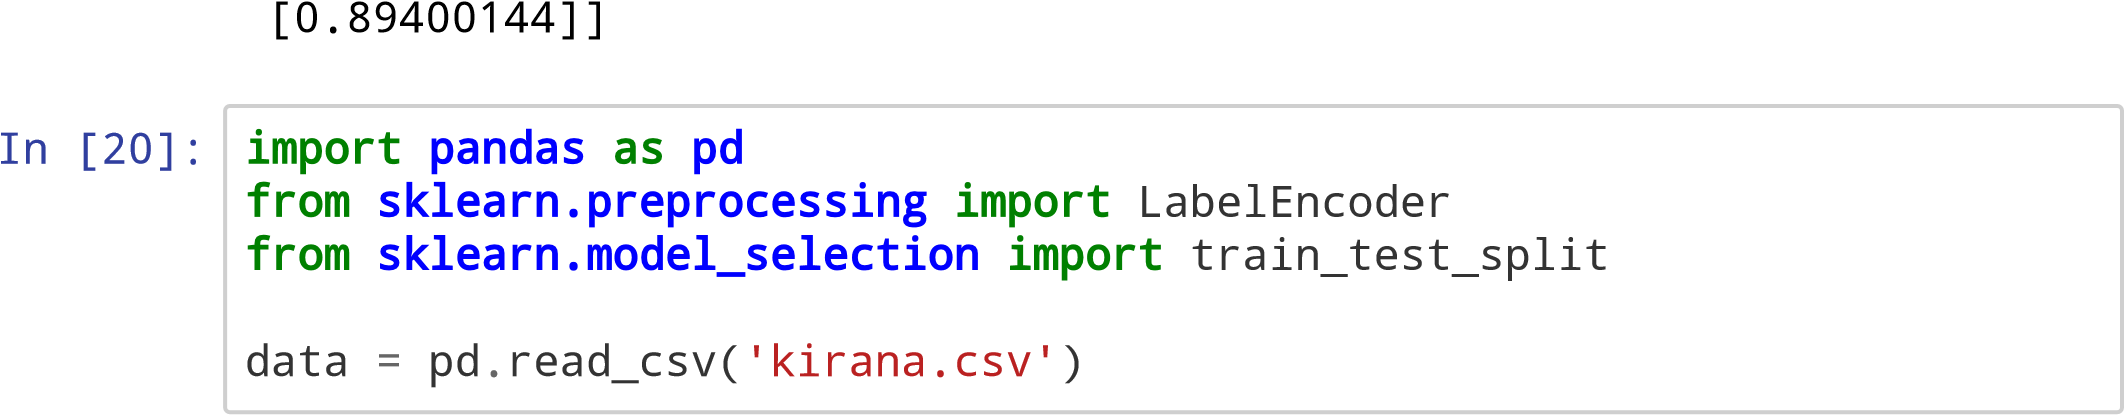 [0.89400144]]
In [20]: import pandas as pd
from sklearn.preprocessing import LabelEncoder
from sklearn.model_selection import train_test_split
data = pd.read_csv('kirana.csv')